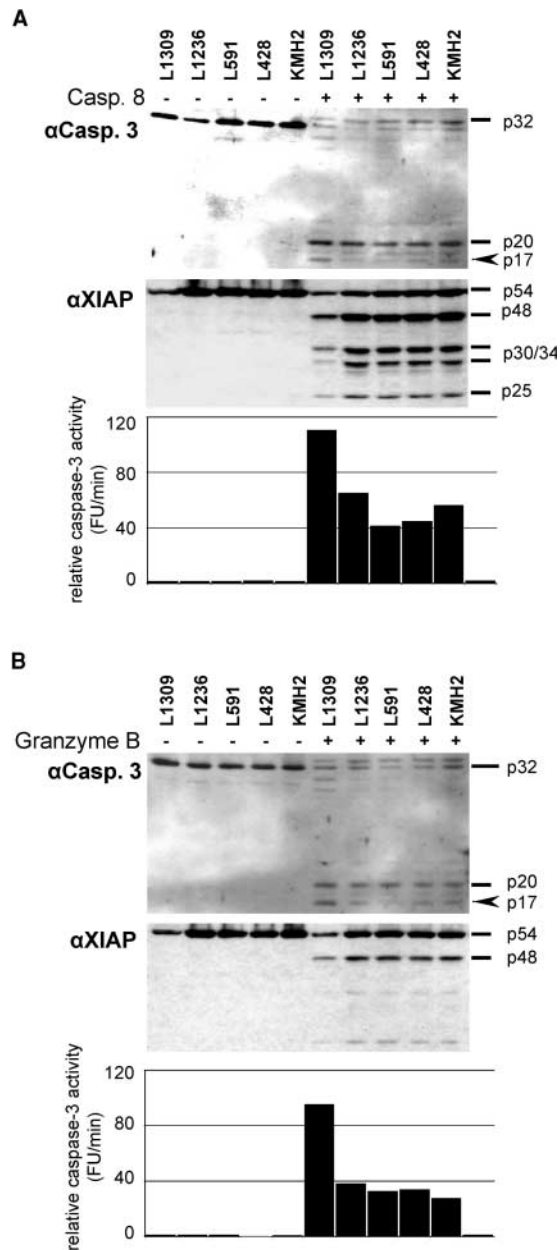 A
L1309 L1236 L591 L428 KMH2 L1309 L1236 L591 L428 KMH2
Casp. 8 - - - - - + + + + +
αCasp. 3
p32
p20
p17
αXIAP
p54
p48
p30/34
p25
relative caspase-3 activity
(FU/min)
120
80
40
0
B
L1309 L1236 L591 L428 KMH2 L1309 L1236 L591 L428 KMH2
Granzyme B - - - - - + + + + +
αCasp. 3
p32
p20
p17
αXIAP
p54
p48
relative caspase-3 activity
(FU/min)
120
80
40
0